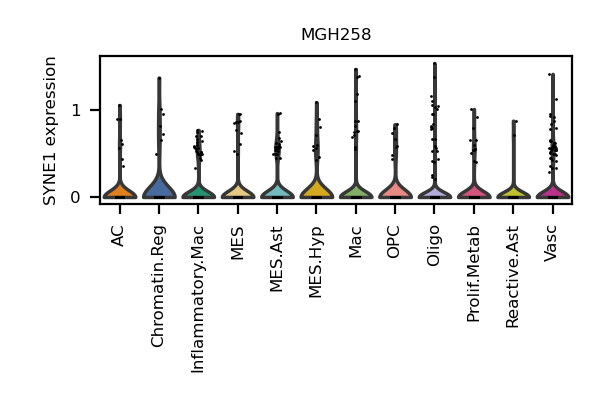 MGH258
SYNE1 expression
1
0
AC
Chromatin.Reg
Inflammatory.Mac
MES
MES.Ast
MES.Hyp
Mac
OPC
Oligo
Prolif.Metab
Reactive.Ast
Vasc